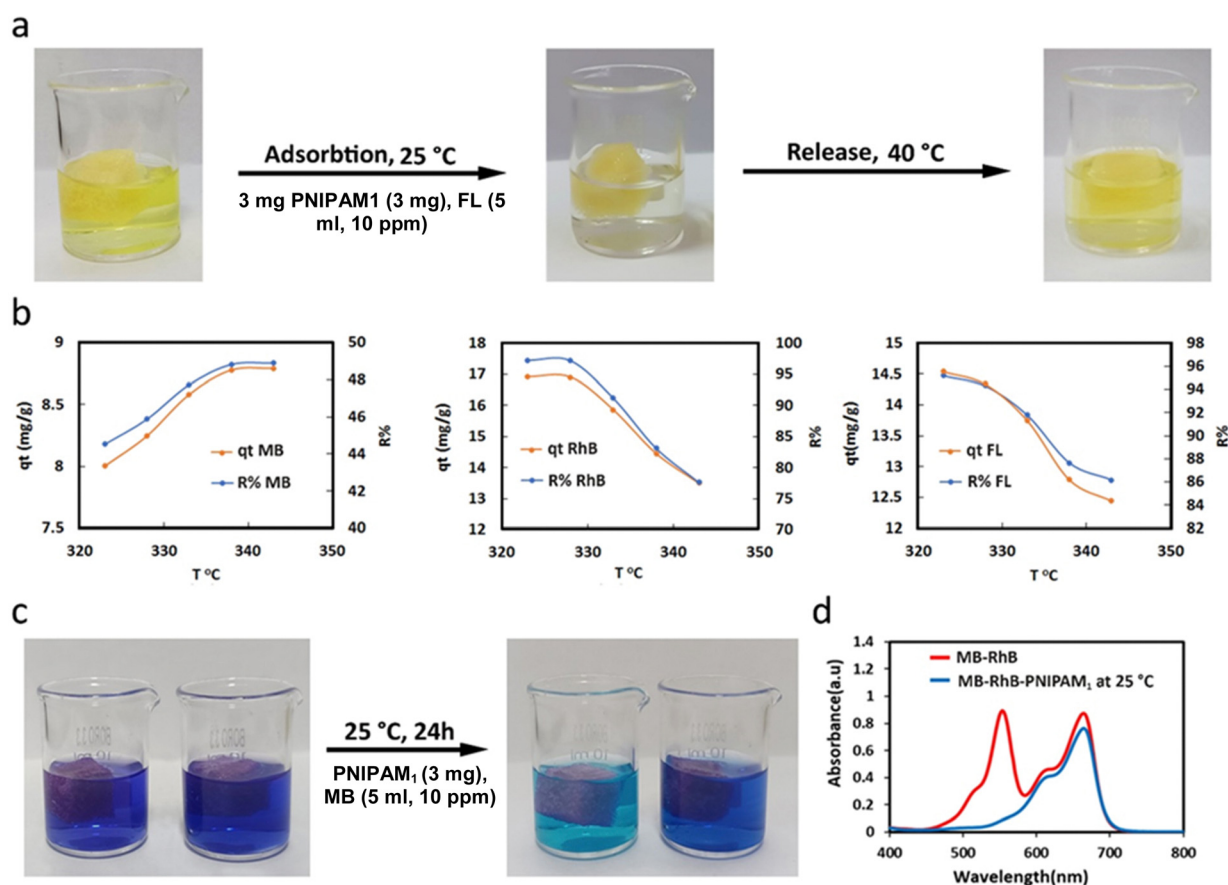 a
Adsorbtion, 25 °C
3 mg PNIPAM1 (3 mg), FL (5
ml, 10 ppm)
Release, 40 °C
b
9
8.5
8
7.5
qt (mg/g)
qt MB
R% MB
50
48
46
44
42
40
R%
320 330 340 350
T °C
18
17
16
15
14
13
12
qt (mg/g)
qt RhB
R% RhB
100
95
90
85
80
75
70
R%
320 330 340 350
T °C
15
14.5
14
13.5
13
12.5
12
qt(mg/g)
qt FL
R% FL
98
96
94
92
90
88
86
84
82
R%
320 330 340 350
T °C
c
25 °C, 24h
PNIPAM₁ (3 mg),
MB (5 ml, 10 ppm)
d
1.4
1.2
1
0.8
0.6
0.4
0.2
0
Absorbance(a.u)
MB-RhB
MB-RhB-PNIPAM₁ at 25 °C
400 500 600 700 800
Wavelength(nm)